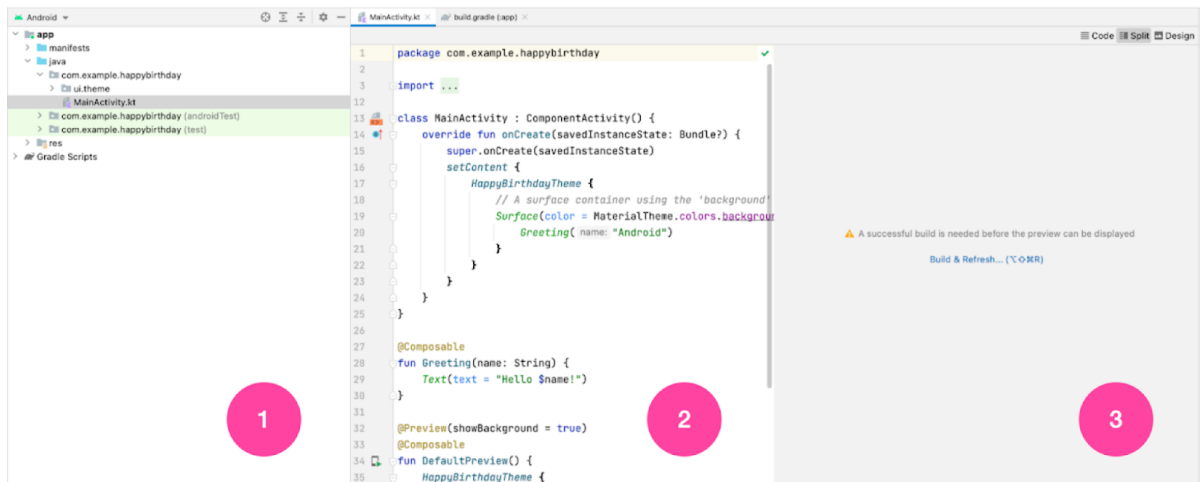 Android
app
manifests
java
com.example.happybirthday
ui.theme
MainActivity.kt
com.example.happybirthday (androidTest)
com.example.happybirthday (test)
res
Gradle Scripts
1
MainActivity.kt
build.gradle (:app)
Code Split Design
1 package com.example.happybirthday
2
3 import ...
12
13 class MainActivity : ComponentActivity() {
14 override fun onCreate(savedInstanceState: Bundle?) {
15 super.onCreate(savedInstanceState)
16 setContent {
17 HappyBirthdayTheme {
18 // A surface container using the 'background'
19 Surface(color = MaterialTheme.colors.backgroun
20 Greeting( name: "Android")
21 }
22 }
23 }
24 }
25 }
26
27 @Composable
28 fun Greeting(name: String) {
29 Text(text = "Hello $name!")
30 }
31
32 @Preview(showBackground = true)
33 @Composable
34 fun DefaultPreview() {
35 HappyBirthdayTheme {
2
A successful build is needed before the preview can be displayed
Build & Refresh... (⌥⇧⌘R)
3